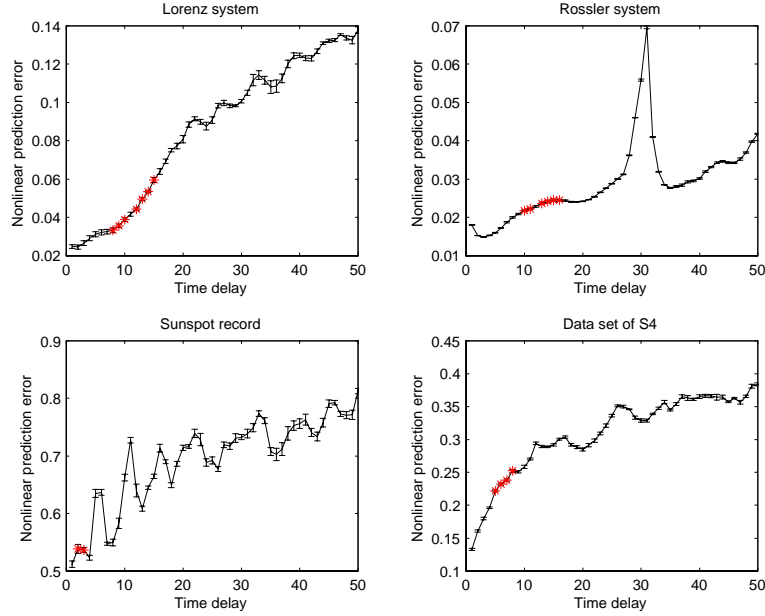 Lorenz system
Rossler system
0.14
0.12
0.1
0.08
0.06
0.04
0.02
Nonlinear prediction error
0 10 20 30 40 50
Time delay
0.07
0.06
0.05
0.04
0.03
0.02
0.01
Nonlinear prediction error
0 10 20 30 40 50
Time delay
Sunspot record
Data set of S4
0.9
0.8
0.7
0.6
0.5
Nonlinear prediction error
0 10 20 30 40 50
Time delay
0.45
0.4
0.35
0.3
0.25
0.2
0.15
0.1
Nonlinear prediction error
0 10 20 30 40 50
Time delay